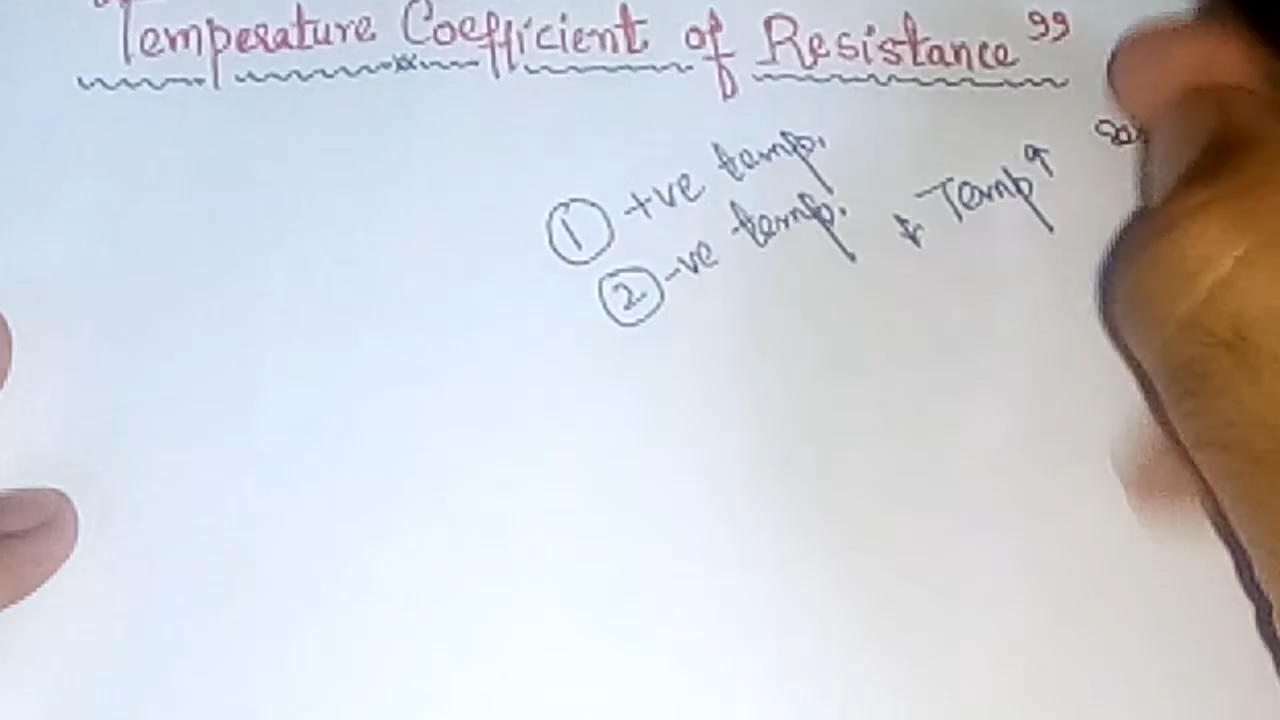 "Temperature Coefficient of Resistance"
① +ve temp.
② -ve temp. Temp↑